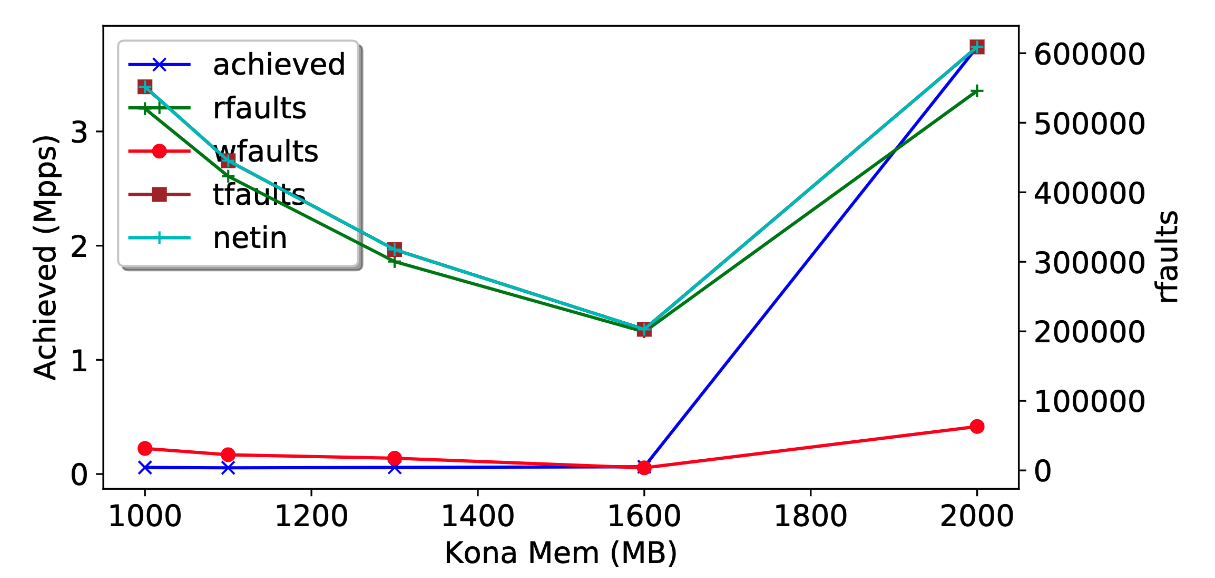 achieved
rfaults
wfaults
tfaults
netin
Achieved (Mpps)
3
2
1
0
600000
500000
400000
300000
200000
100000
0
rfaults
1000 1200 1400 1600 1800 2000
Kona Mem (MB)